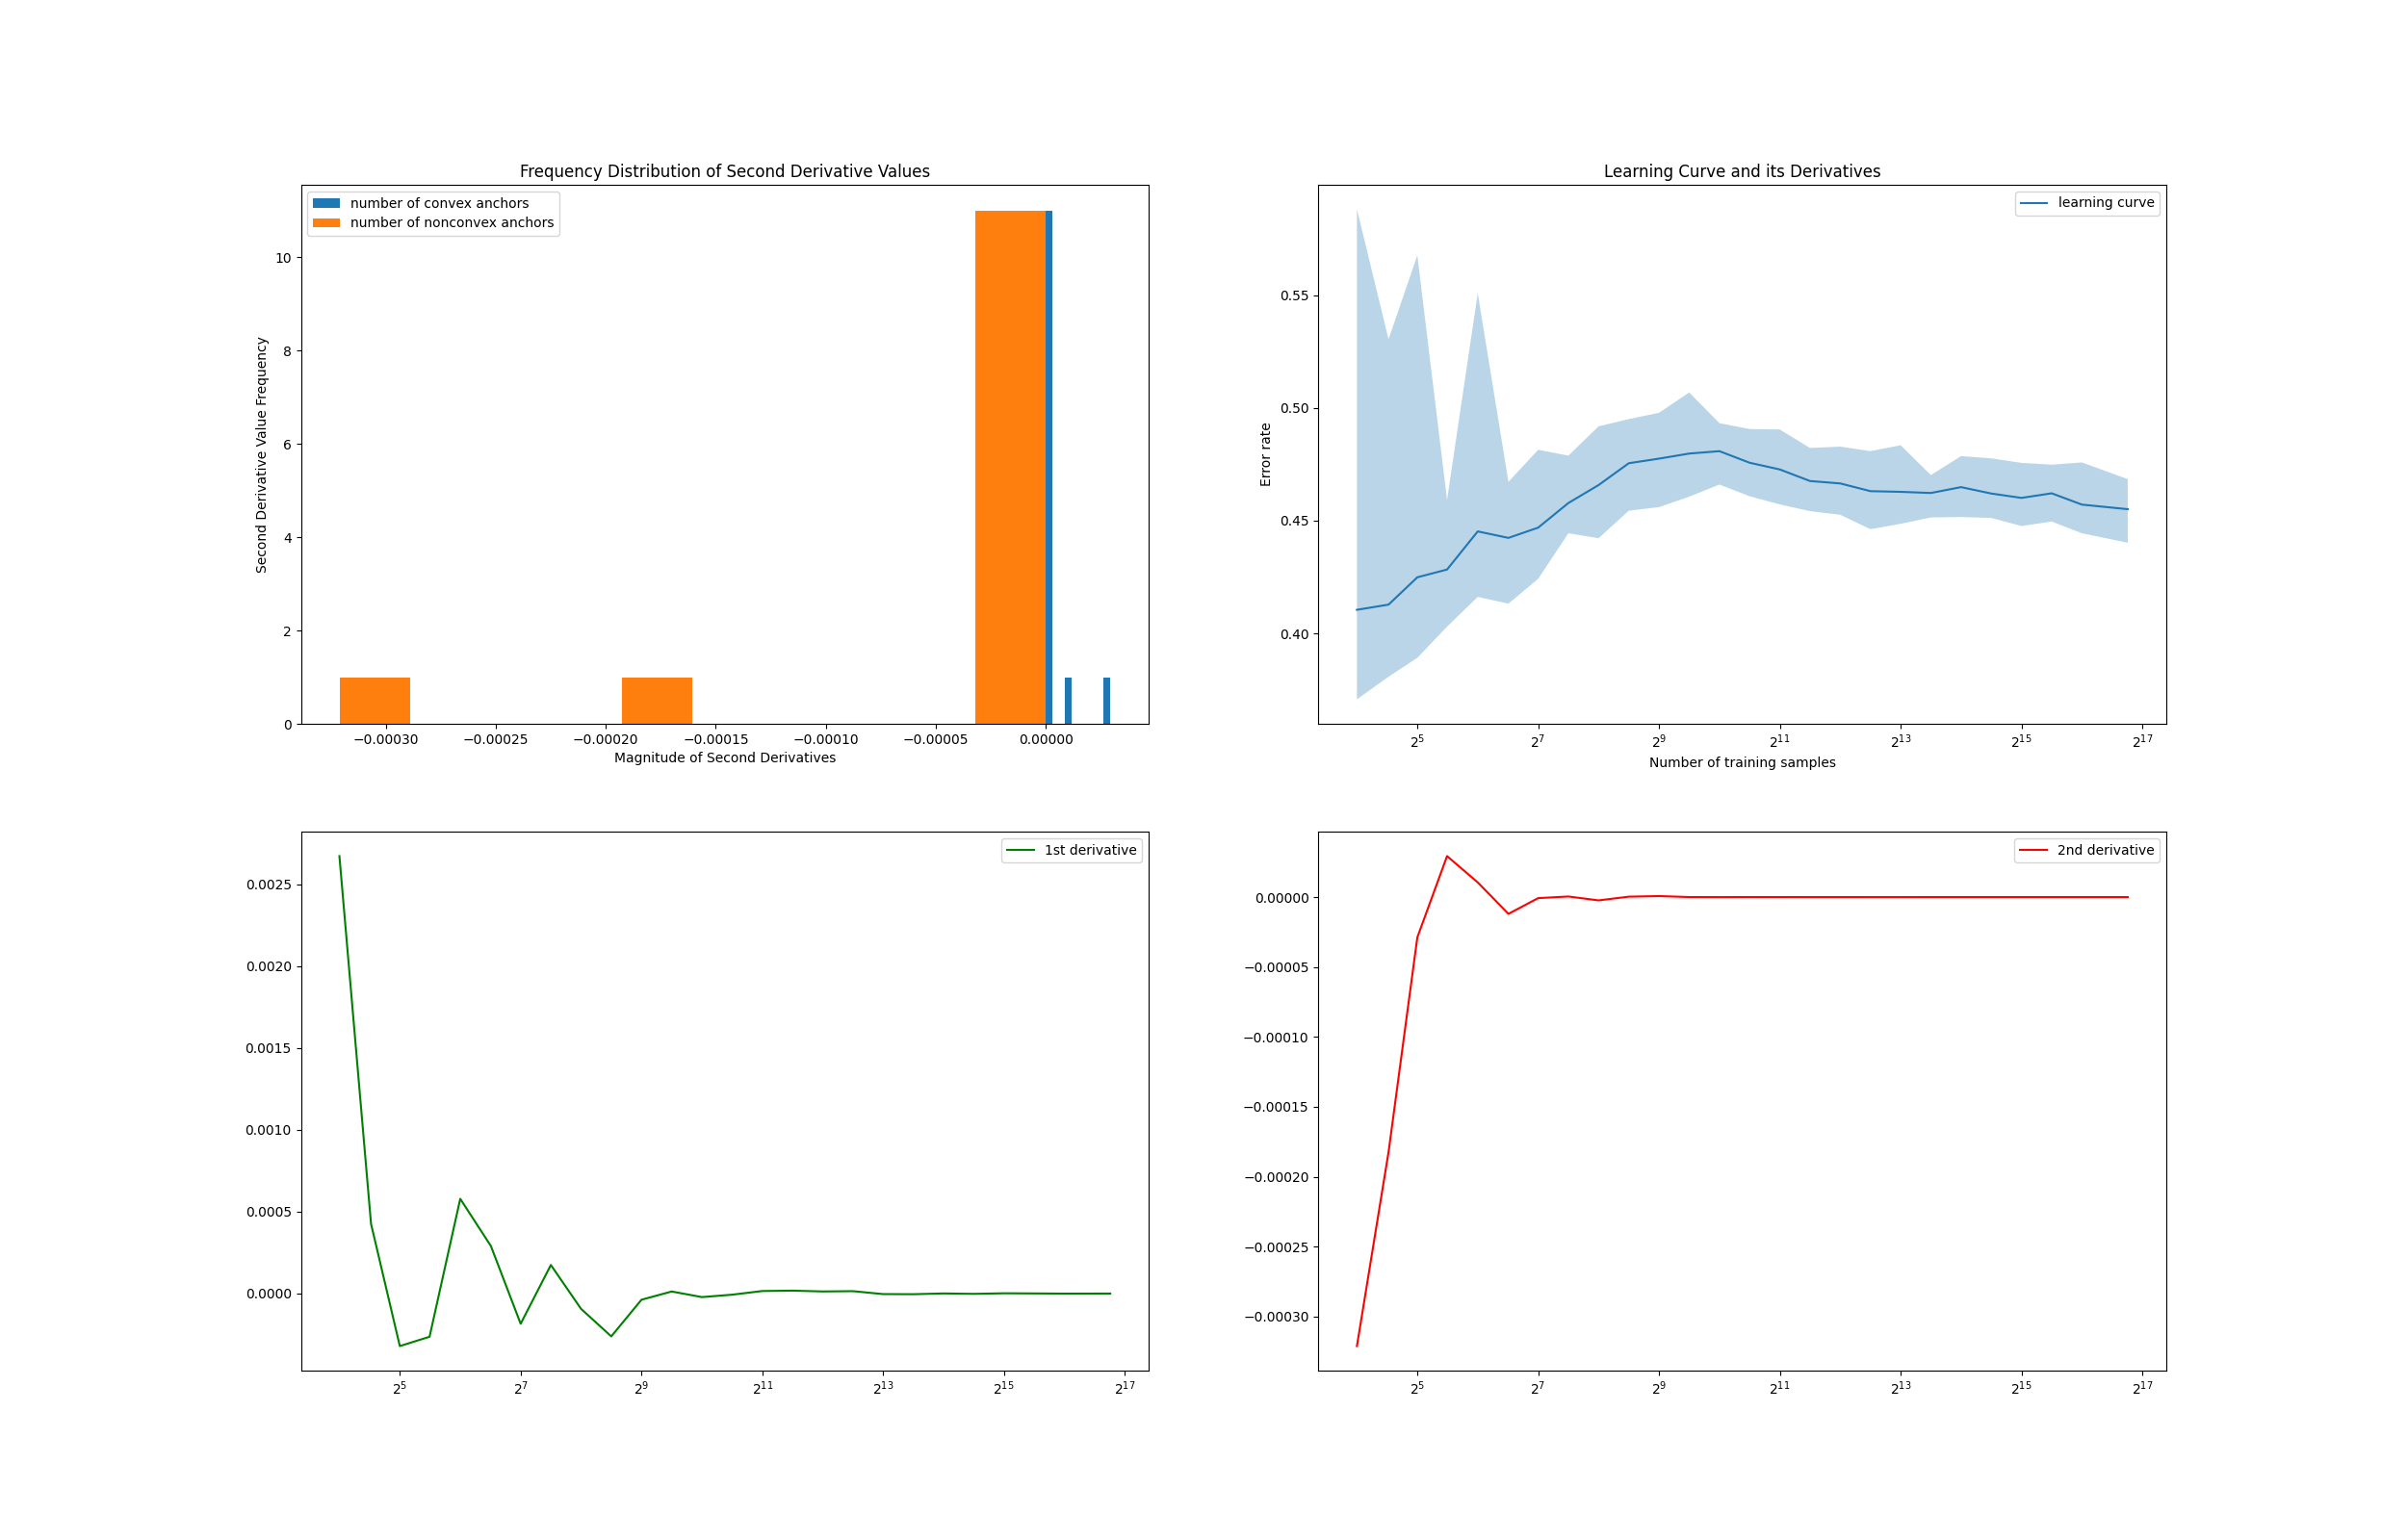 Frequency Distribution of Second Derivative Values
number of convex anchors
number of nonconvex anchors
10
8
6
4
2
0
Second Derivative Value Frequency
−0.00030 −0.00025 −0.00020 −0.00015 −0.00010 −0.00005 0.00000
Magnitude of Second Derivatives
Learning Curve and its Derivatives
learning curve
0.55
0.50
0.45
0.40
Error rate
2^5 2^7 2^9 2^11 2^13 2^15 2^17
Number of training samples
1st derivative
0.0025
0.0020
0.0015
0.0010
0.0005
0.0000
2^5 2^7 2^9 2^11 2^13 2^15 2^17
2nd derivative
0.00000
−0.00005
−0.00010
−0.00015
−0.00020
−0.00025
−0.00030
2^5 2^7 2^9 2^11 2^13 2^15 2^17